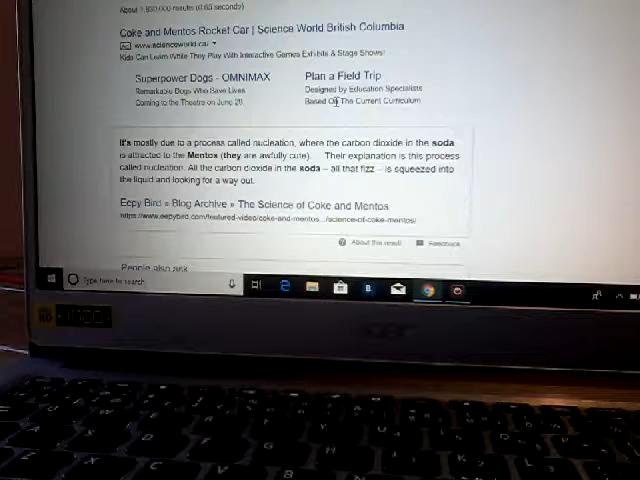 About 1,830,000 results (0.65 seconds)
Coke and Mentos Rocket Car | Science World British Columbia
Ad www.scienceworld.ca/
Kids Can Learn While They Play With Interactive Games Exhibits & Stage Shows!
Superpower Dogs - OMNIMAX
Remarkable Dogs Who Save Lives
Coming to the Theatre on June 28.
Plan a Field Trip
Designed by Education Specialists
Based On The Current Curriculum
It's mostly due to a process called nucleation, where the carbon dioxide in the soda
is attracted to the Mentos (they are awfully cute). Their explanation is this process
called nucleation. All the carbon dioxide in the soda – all that fizz – is squeezed into
the liquid and looking for a way out.
Eepy Bird » Blog Archive » The Science of Coke and Mentos
https://www.eepybird.com/featured-video/coke-and-mentos.../science-of-coke-mentos/
About this result
Feedback
People also ask
Type here to search
acer